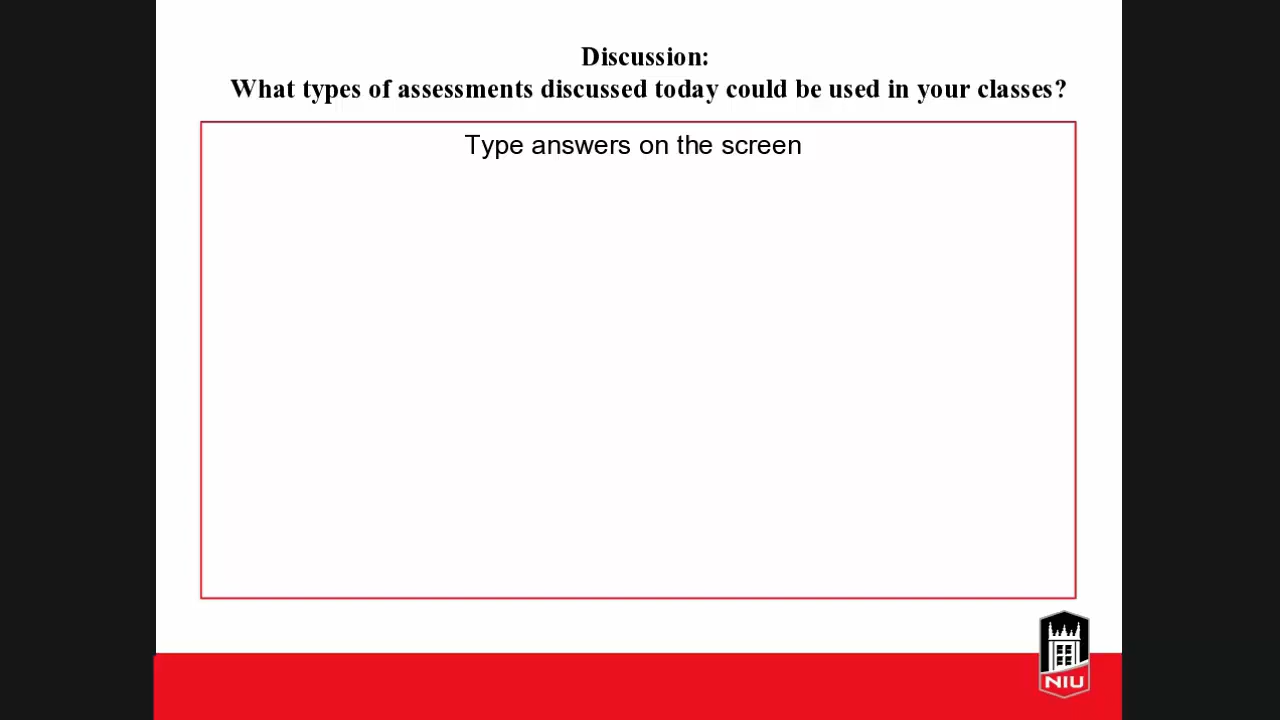 Discussion:
What types of assessments discussed today could be used in your classes?
Type answers on the screen
NIU